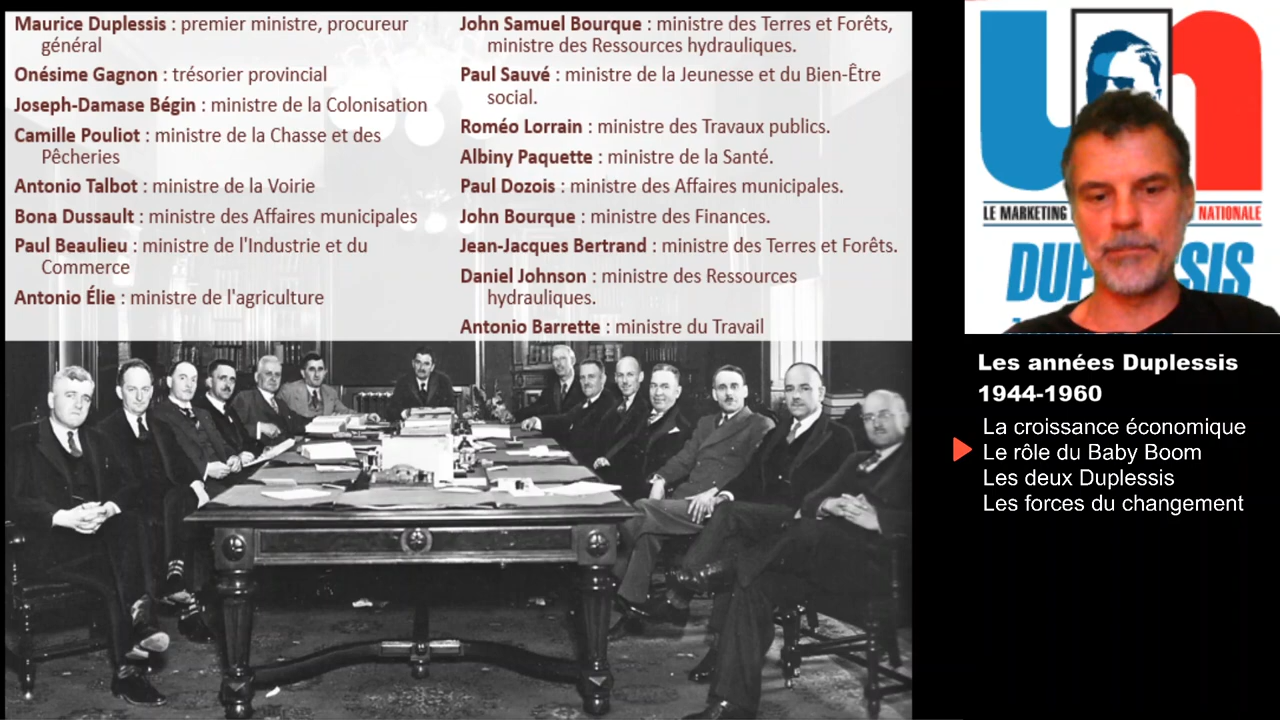 Maurice Duplessis : premier ministre, procureur
général
Onésime Gagnon : trésorier provincial
Joseph-Damase Bégin : ministre de la Colonisation
Camille Pouliot : ministre de la Chasse et des
Pêcheries
Antonio Talbot : ministre de la Voirie
Bona Dussault : ministre des Affaires municipales
Paul Beaulieu : ministre de l'Industrie et du
Commerce
Antonio Élie : ministre de l'agriculture
John Samuel Bourque : ministre des Terres et Forêts,
ministre des Ressources hydrauliques.
Paul Sauvé : ministre de la Jeunesse et du Bien-Être
social.
Roméo Lorrain : ministre des Travaux publics.
Albiny Paquette : ministre de la Santé.
Paul Dozois : ministre des Affaires municipales.
John Bourque : ministre des Finances.
Jean-Jacques Bertrand : ministre des Terres et Forêts.
Daniel Johnson : ministre des Ressources
hydrauliques.
Antonio Barrette : ministre du Travail
un
LE MARKETING NATIONALE
DUP SIS
Les années Duplessis
1944-1960
La croissance économique
Le rôle du Baby Boom
Les deux Duplessis
Les forces du changement